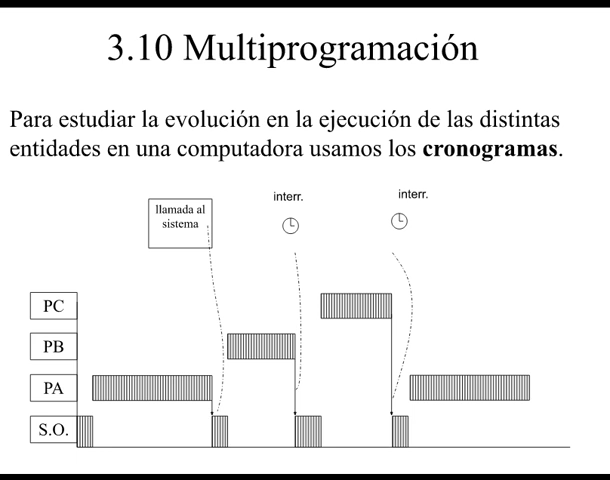 3.10 Multiprogramación
Para estudiar la evolución en la ejecución de las distintas
entidades en una computadora usamos los cronogramas.
llamada al
sistema
interr.
interr.
PC
PB
PA
S.O.